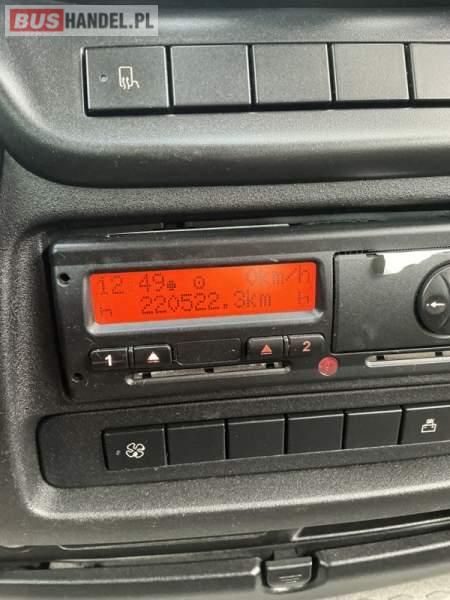 BUSHANDEL.PL
12 49 0km/h
h 220522.3km h
1 2